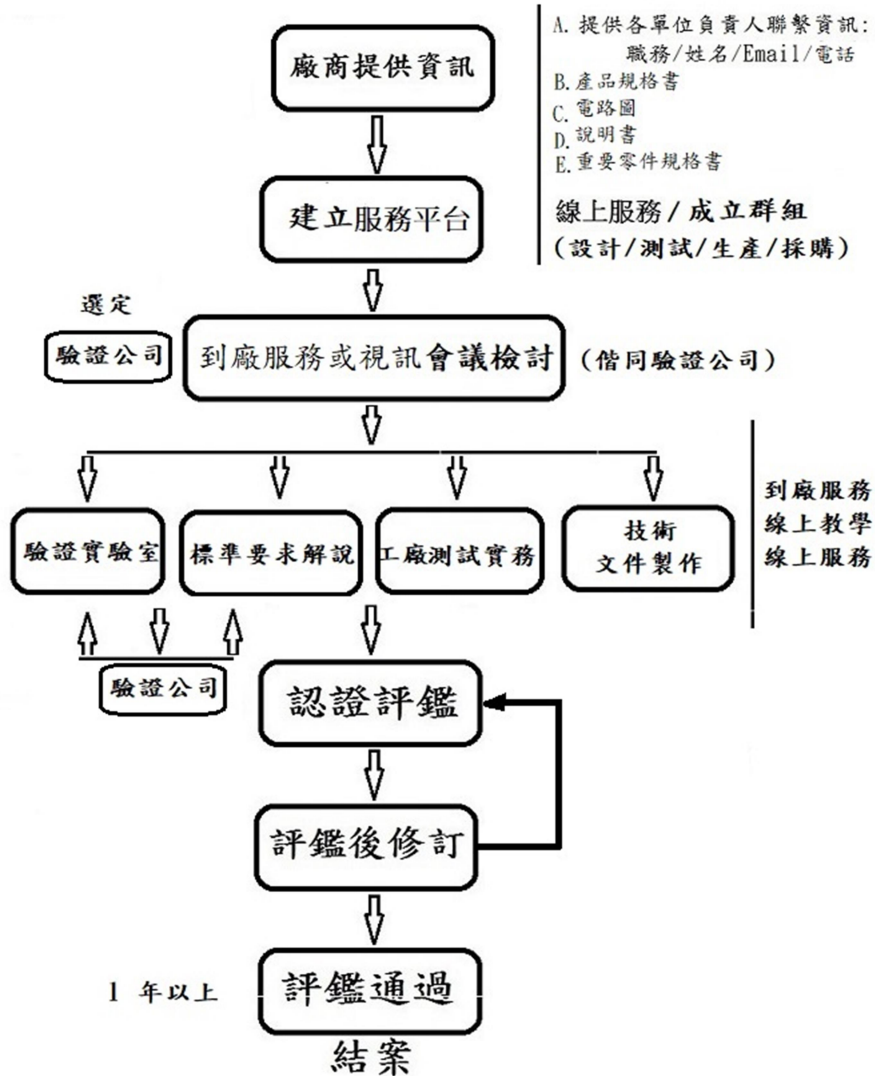 廠商提供資訊
A. 提供各單位負責人聯繫資訊:
職務/姓名/Email/電話
B. 產品規格書
C. 電路圖
D. 說明書
E. 重要零件規格書
建立服務平台
線上服務/成立群組
(設計/測試/生產/採購)
選定
驗證公司
到廠服務或視訊會議檢討
(偕同驗證公司)
驗證實驗室
標準要求解說
工廠測試實務
技術
文件製作
到廠服務
線上教學
線上服務
驗證公司
認證評鑑
評鑑後修訂
1 年以上
評鑑通過
結案